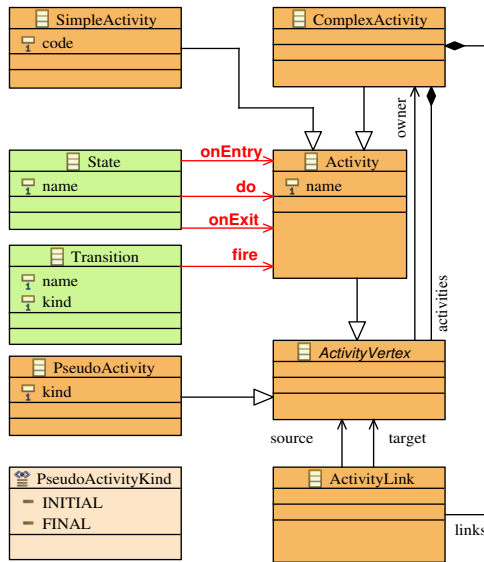 SimpleActivity
code
ComplexActivity
owner
State
name
onEntry
do
onExit
Activity
name
Transition
name
kind
fire
activities
PseudoActivity
kind
ActivityVertex
source
target
PseudoActivityKind
INITIAL
FINAL
ActivityLink
links